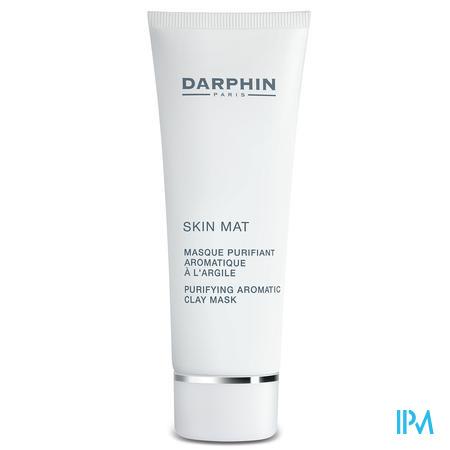 DARPHIN
PARIS
SKIN MAT
MASQUE PURIFIANT
AROMATIQUE
À L'ARGILE
PURIFYING AROMATIC
CLAY MASK
IPM